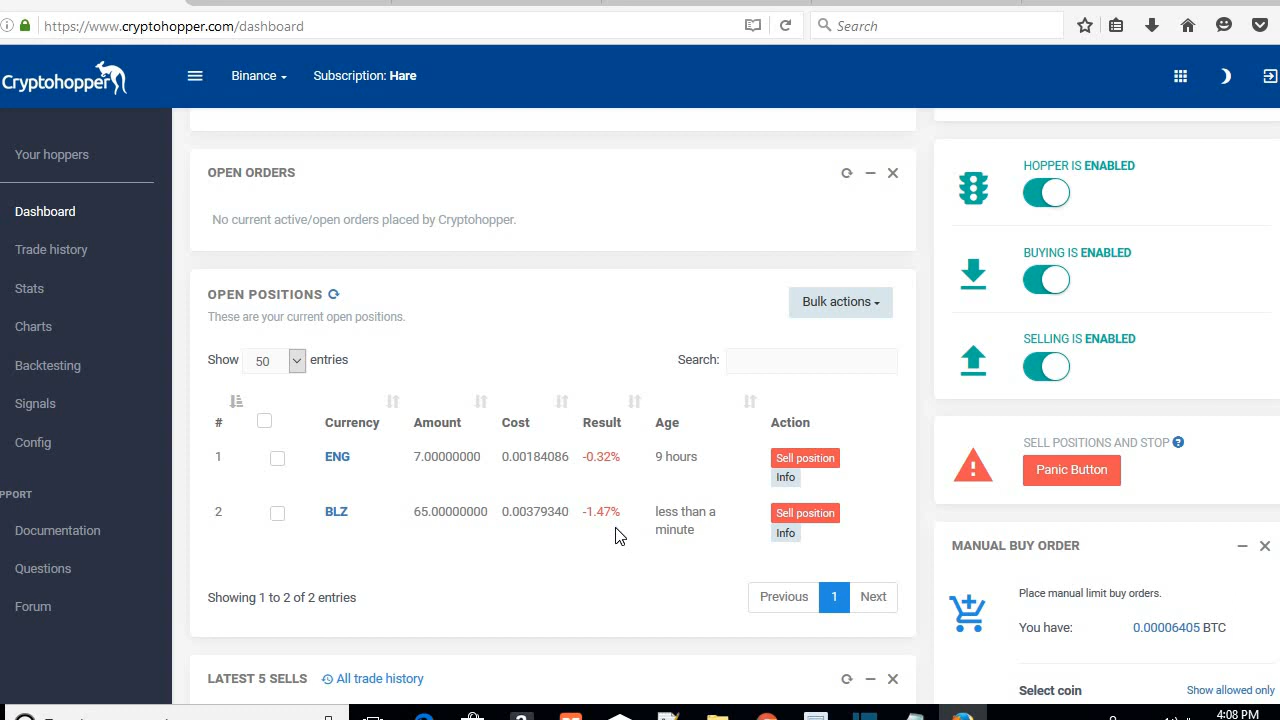 https://www.cryptohopper.com/dashboard
Search
Cryptohopper
Binance
Subscription: Hare
Your hoppers
Dashboard
Trade history
Stats
Charts
Backtesting
Signals
Config
PPORT
Documentation
Questions
Forum
OPEN ORDERS
No current active/open orders placed by Cryptohopper.
OPEN POSITIONS
These are your current open positions.
Bulk actions
Show 50 entries
Search:
# Currency Amount Cost Result Age Action
1 ENG 7.00000000 0.00184086 -0.32% 9 hours Sell position
Info
2 BLZ 65.00000000 0.00379340 -1.47% less than a minute Sell position
Info
Showing 1 to 2 of 2 entries
Previous 1 Next
LATEST 5 SELLS All trade history
HOPPER IS ENABLED
BUYING IS ENABLED
SELLING IS ENABLED
SELL POSITIONS AND STOP ?
Panic Button
MANUAL BUY ORDER
Place manual limit buy orders.
You have: 0.00006405 BTC
Select coin Show allowed only
4:08 PM